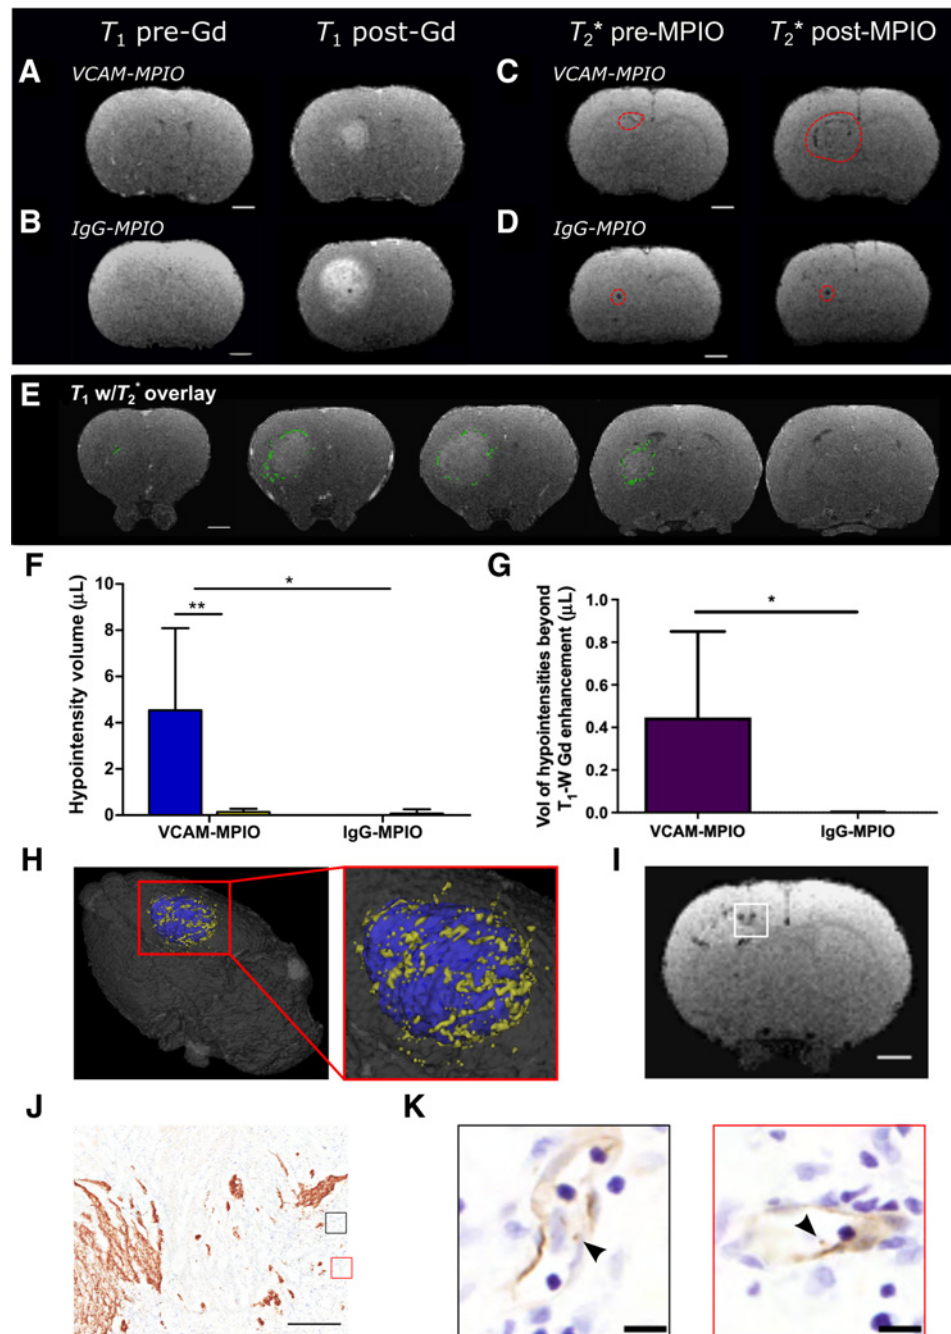 T1 pre-Gd T1 post-Gd T2* pre-MPIO T2* post-MPIO
A VCAM-MPIO C VCAM-MPIO
B IgG-MPIO D IgG-MPIO
E T1 w/T2* overlay
F
Hypointensity volume (μL)
10
8
6
4
2
0
**
*
VCAM-MPIO IgG-MPIO
G
Vol of hypointensities beyond
T1-W Gd enhancement (μL)
1.0
0.8
0.6
0.4
0.2
0.0
*
VCAM-MPIO IgG-MPIO
H I
J K